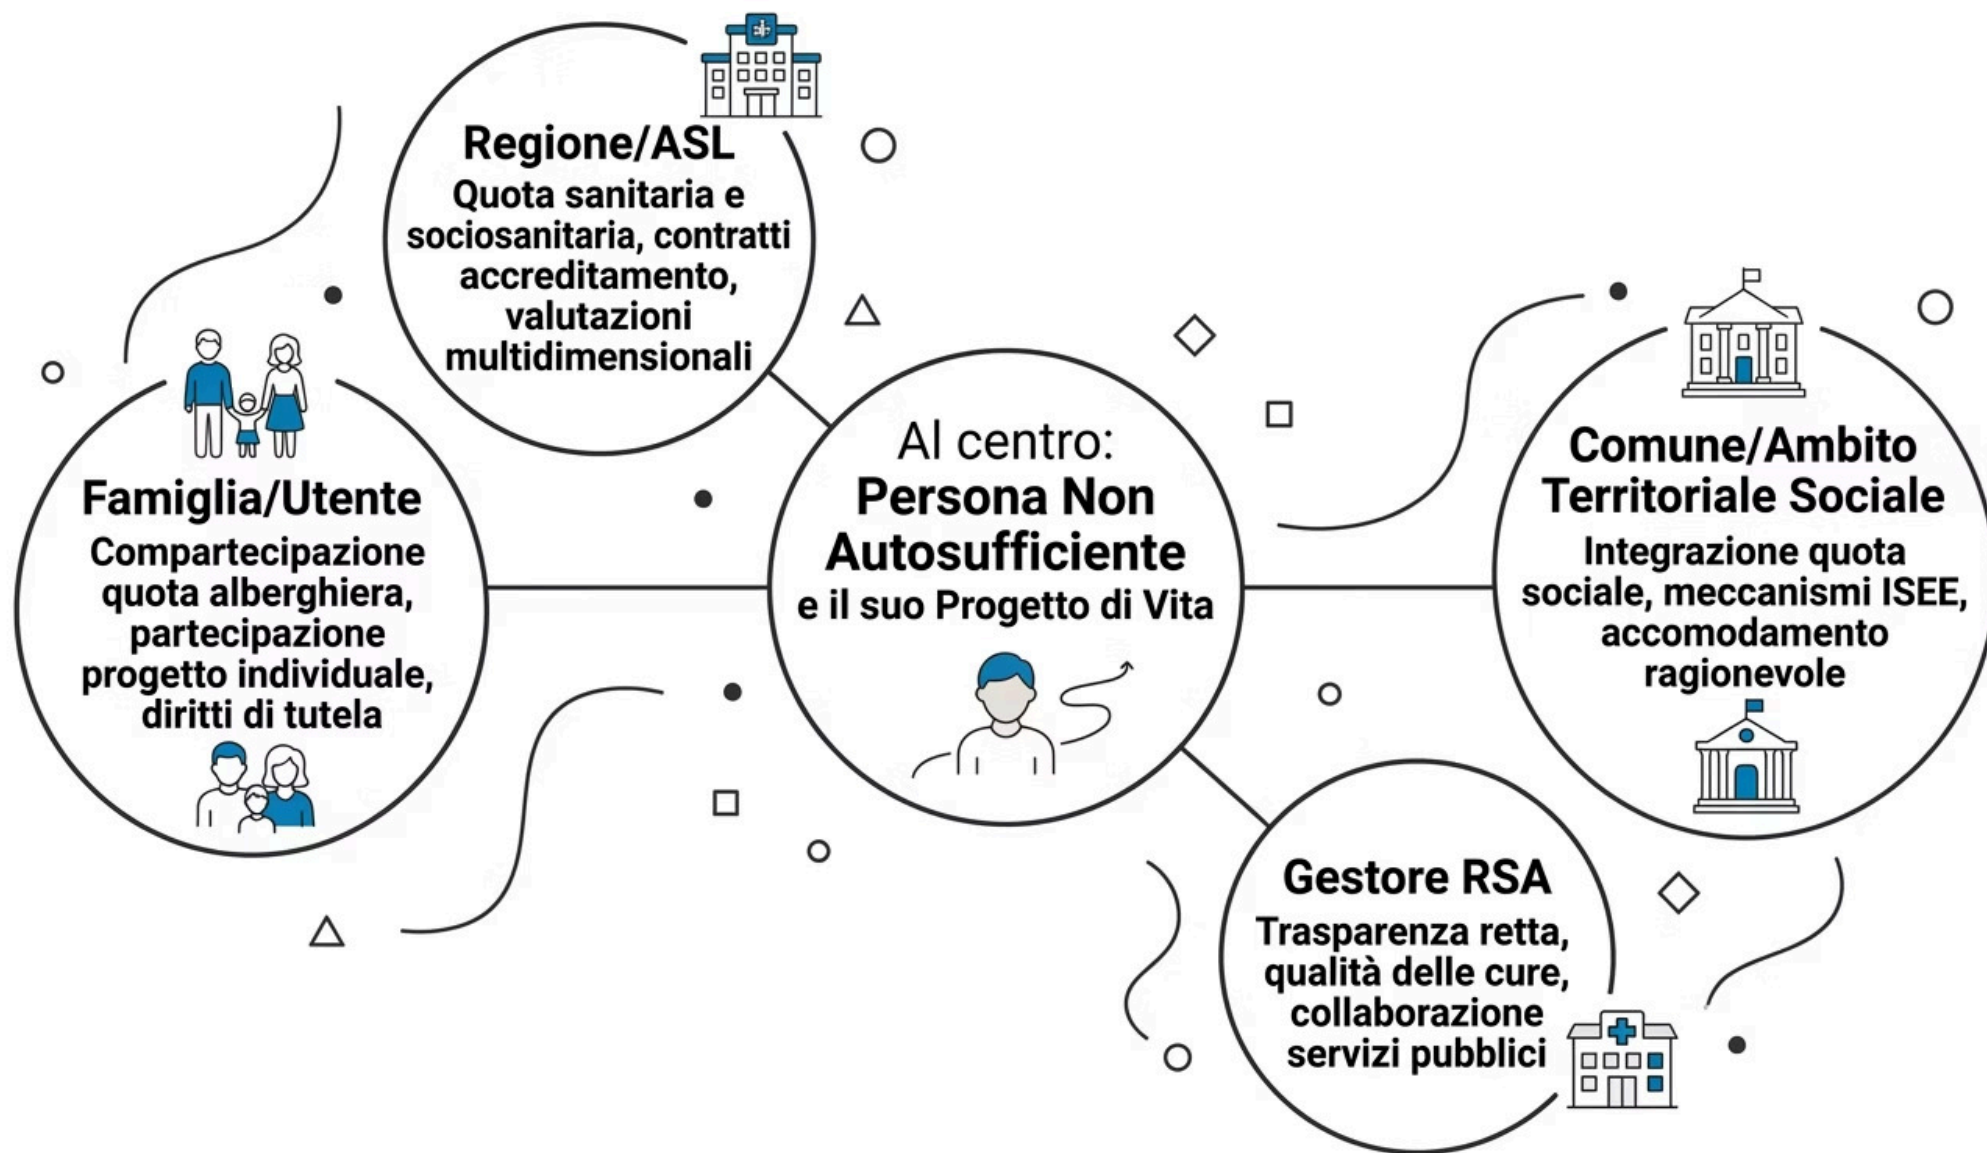 Regione/ASL
Quota sanitaria e
sociosanitaria, contratti
accreditamento,
valutazioni
multidimensionali
Famiglia/Utente
Compartecipazione
quota alberghiera,
partecipazione
progetto individuale,
diritti di tutela
Al centro:
Persona Non
Autosufficiente
e il suo Progetto di Vita
Comune/Ambito
Territoriale Sociale
Integrazione quota
sociale, meccanismi ISEE,
accomodamento
ragionevole
Gestore RSA
Trasparenza retta,
qualità delle cure,
collaborazione
servizi pubblici